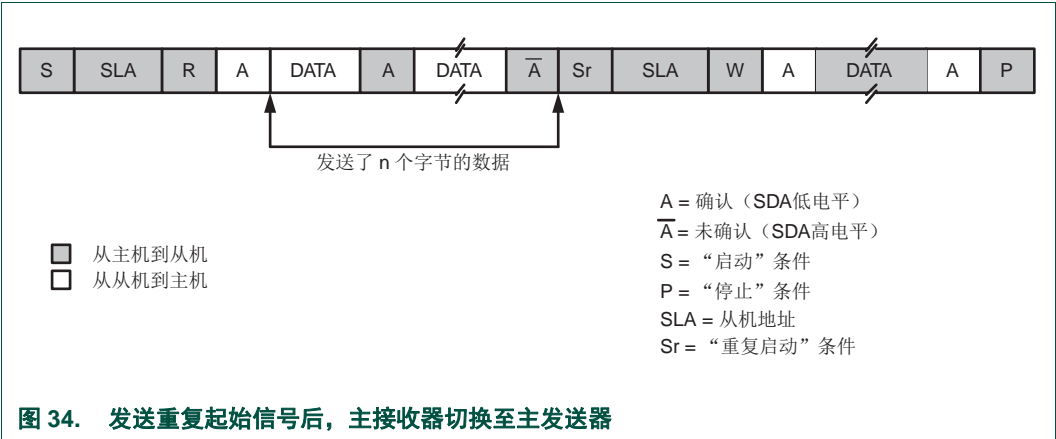 S SLA R A DATA A DATA A̅ Sr SLA W A DATA A P
发送了 n 个字节的数据
A = 确认（SDA低电平）
A̅ = 未确认（SDA高电平）
S = “启动”条件
P = “停止”条件
SLA = 从机地址
Sr = “重复启动”条件
从主机到从机
从从机到主机
图 34. 发送重复起始信号后，主接收器切换至主发送器